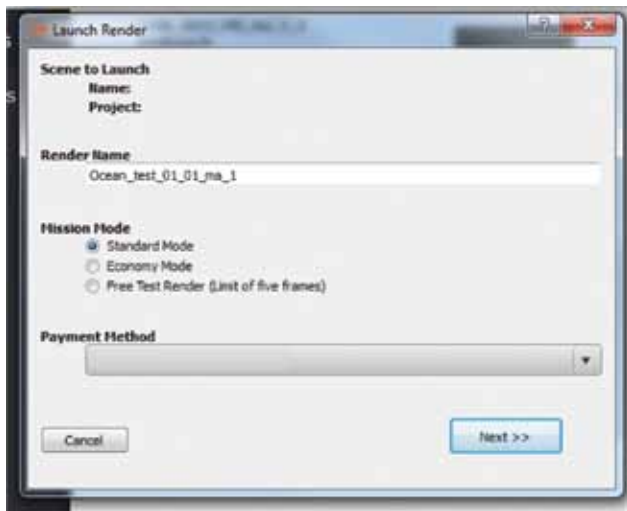 Launch Render
Scene to Launch
Name:
Project:
Render Name
Ocean_test_01_01_ma_1
Mission Mode
Standard Mode
Economy Mode
Free Test Render (Limit of five frames)
Payment Method
Cancel
Next >>